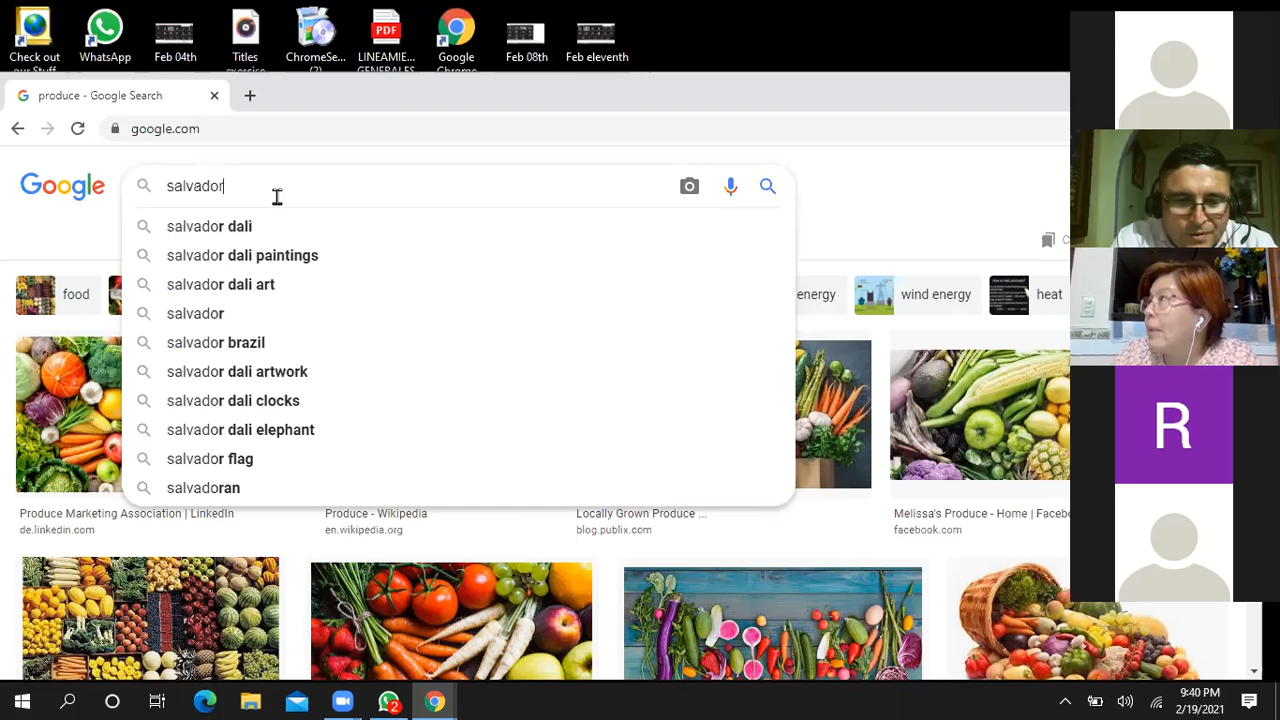 Check out
our Stuff
WhatsApp
Feb 04th
Titles
exercise
ChromeSe...
(2)
PDF
LINEAMIE...
GENERALES
Google
Chrome
Feb 08th
Feb eleventh
produce - Google Search
google.com
Google
salvador
salvador dali
salvador dali paintings
salvador dali art
salvador
salvador brazil
salvador dali artwork
salvador dali clocks
salvador dali elephant
salvador flag
salvadoran
food
energy
wind energy
heat
Produce Marketing Association | LinkedIn
de.linkedin.com
Produce - Wikipedia
en.wikipedia.org
Locally Grown Produce ...
blog.publix.com
Melissa's Produce - Home | Facebo
facebook.com
R
2
9:40 PM
2/19/2021